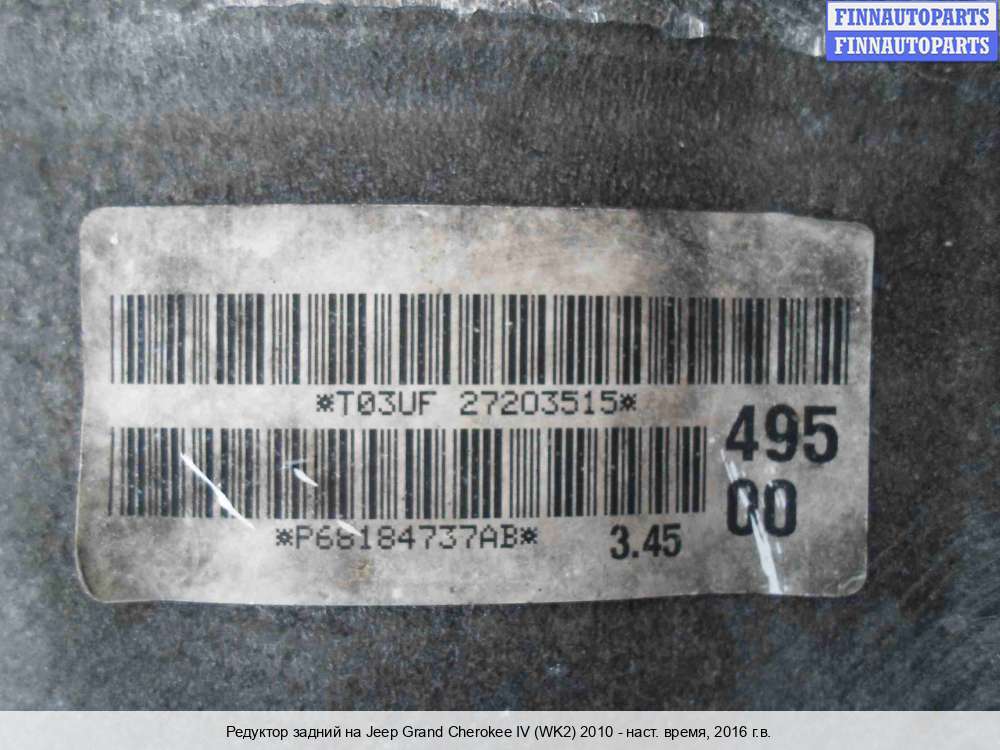 FINNAUTOPARTS
FINNAUTOPARTS
*T03UF 27203515*
495
00
*P68184737AB*
3.45
Редуктор задний на Jeep Grand Cherokee IV (WK2) 2010 - наст. время, 2016 г.в.